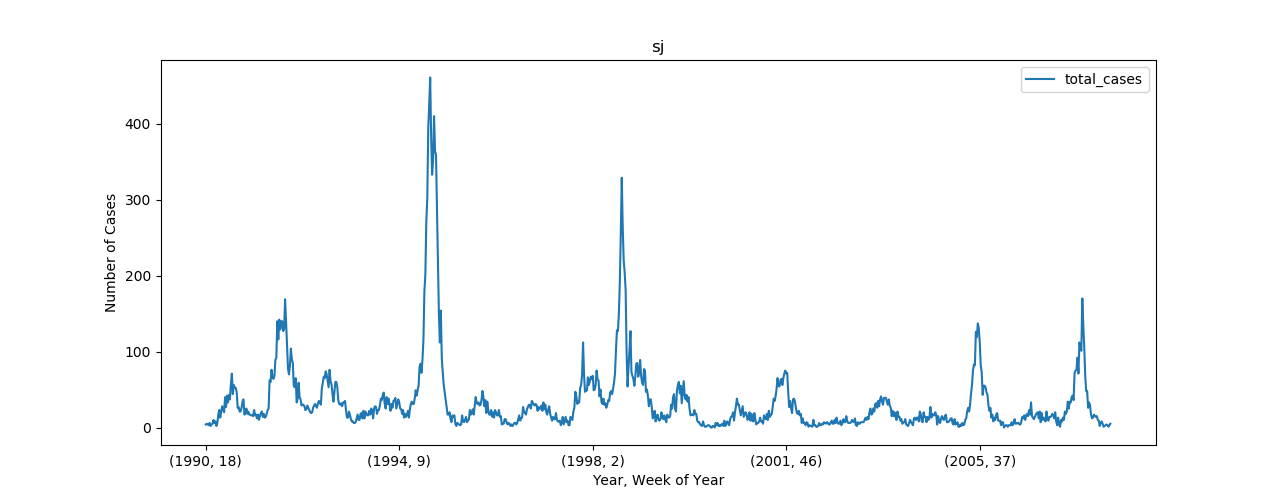 sj
total_cases
Number of Cases
400
300
200
100
0
(1990, 18) (1994, 9) (1998, 2) (2001, 46) (2005, 37)
Year, Week of Year